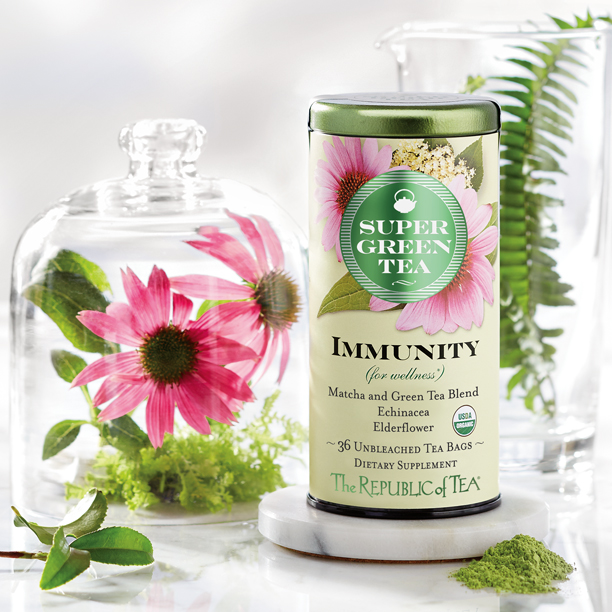 SUPER
GREEN
TEA
IMMUNITY
(for wellness*)
Matcha and Green Tea Blend
Echinacea
Elderflower
USDA
ORGANIC
~ 36 UNBLEACHED TEA BAGS ~
DIETARY SUPPLEMENT
The REPUBLIC of TEA®